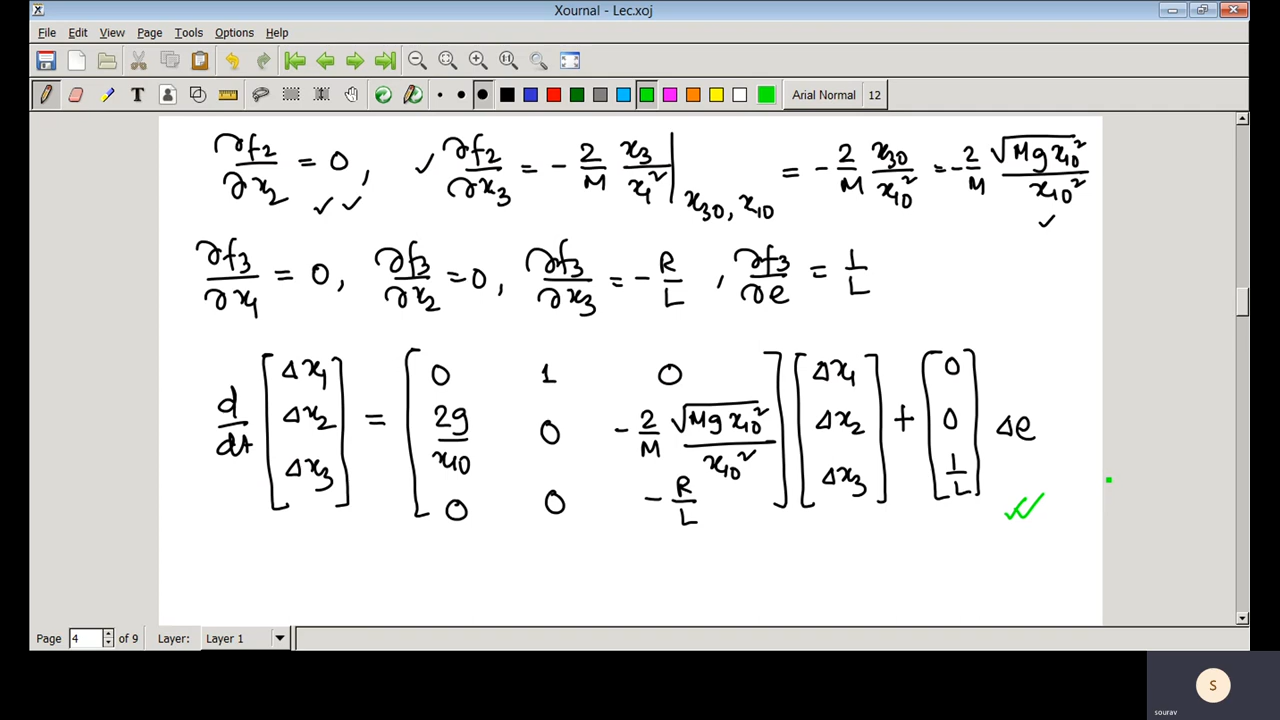 Xournal - Lec.xoj
File Edit View Page Tools Options Help
Arial Normal 12
∂f2/∂x2 = 0, ✓✓ ✓ ∂f2/∂x3 = - 2/M x3/x1² | x30, x10 = - 2/M x30/x10² = - 2/M √(Mg x10²)/x10² ✓
∂f3/∂x1 = 0, ∂f3/∂x2 = 0, ∂f3/∂x3 = - R/L, ∂f3/∂e = 1/L
d/dt [Δx1; Δx2; Δx3] = [0 1 0; 2g/x10 0 - 2/M √(Mg x10²)/x10²; 0 0 - R/L] [Δx1; Δx2; Δx3] + [0; 0; 1/L] Δe ✓✓
Page 4 of 9 Layer: Layer 1
S
sourav